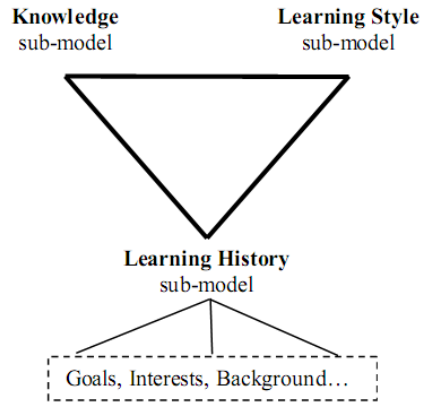 Knowledge
sub-model
Learning Style
sub-model
Learning History
sub-model
Goals, Interests, Background…